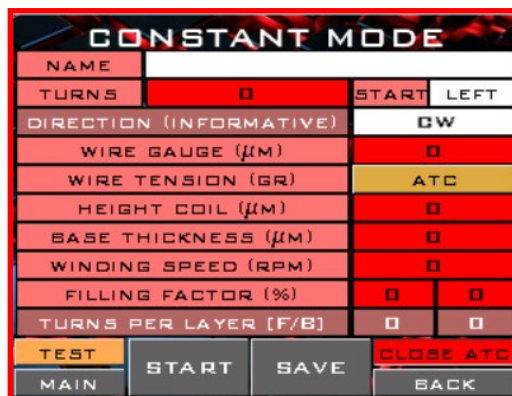 CONSTANT MODE
NAME
TURNS 0 START LEFT
DIRECTION (INFORMATIVE) CW
WIRE GAUGE (µM) 0
WIRE TENSION (GR) ATC
HEIGHT COIL (µM) 0
BASE THICKNESS (µM) 0
WINDING SPEED (RPM) 0
FILLING FACTOR (%) 0 0
TURNS PER LAYER [F/B] 0 0
TEST START SAVE CLOSE ATC
MAIN BACK